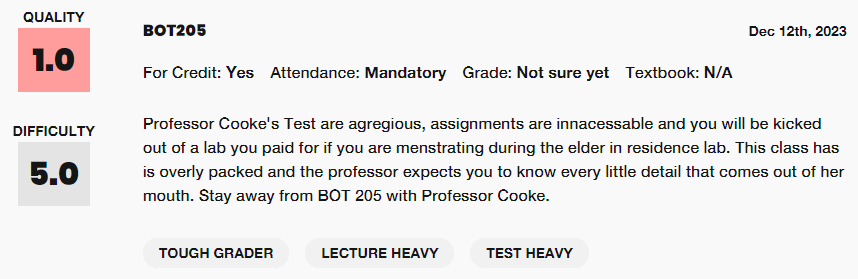 QUALITY
1.0
DIFFICULTY
5.0
BOT205
Dec 12th, 2023
For Credit: Yes Attendance: Mandatory Grade: Not sure yet Textbook: N/A
Professor Cooke's Test are agregious, assignments are innacessable and you will be kicked
out of a lab you paid for if you are menstrating during the elder in residence lab. This class has
is overly packed and the professor expects you to know every little detail that comes out of her
mouth. Stay away from BOT 205 with Professor Cooke.
TOUGH GRADER LECTURE HEAVY TEST HEAVY